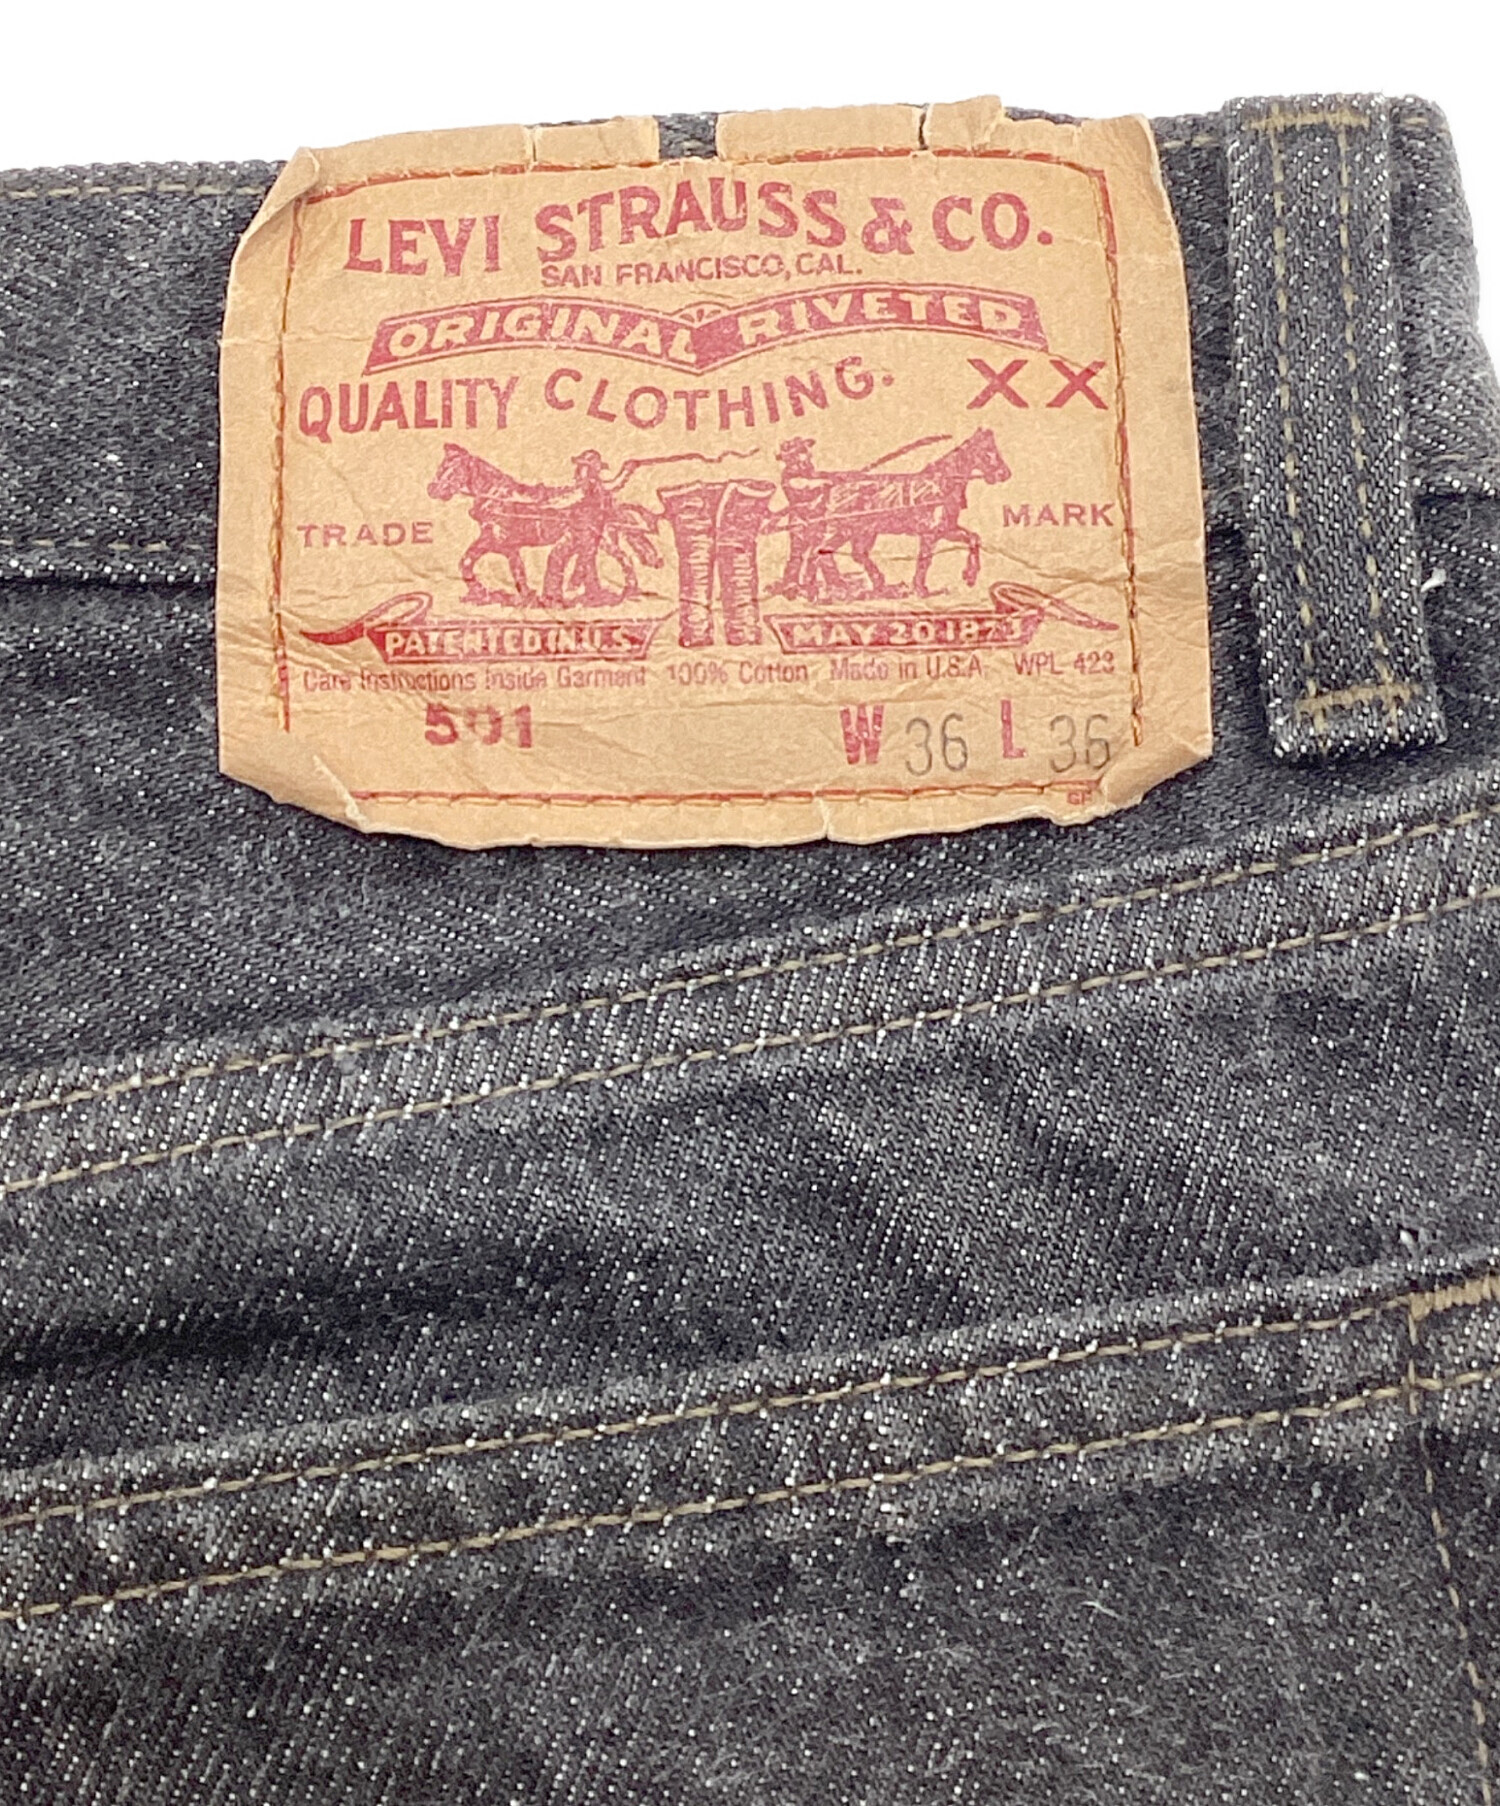 LEVI STRAUSS & CO.
SAN FRANCISCO, CAL.
ORIGINAL RIVETED
QUALITY CLOTHING. XX
TRADE MARK
PATENTED IN U.S. MAY 20 1873
Care Instructions Inside Garment 100% Cotton Made in U.S.A. WPL 423
501 W 36 L 36